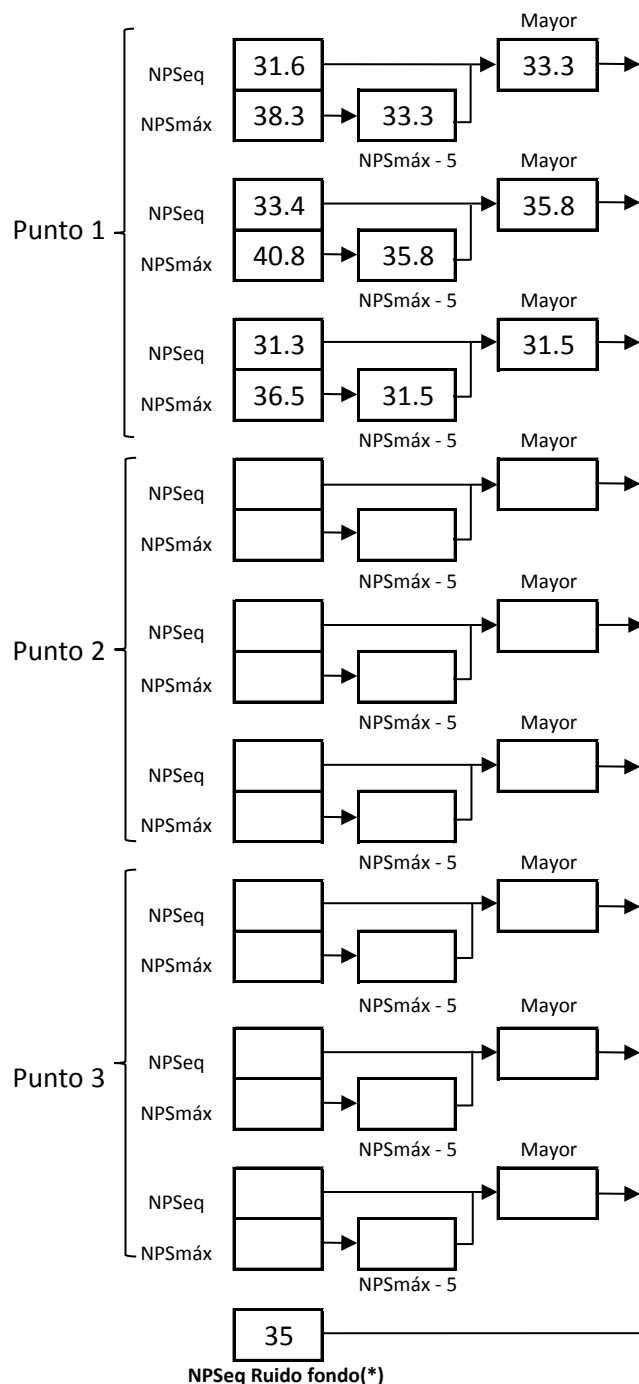 Mayor
NPSeq 31.6 33.3
NPSmáx 38.3 33.3
NPSmáx - 5
Mayor
NPSeq 33.4 35.8
Punto 1
NPSmáx 40.8 35.8
NPSmáx - 5
Mayor
NPSeq 31.3 31.5
NPSmáx 36.5 31.5
NPSmáx - 5
Mayor
NPSeq
NPSmáx
NPSmáx - 5
Mayor
NPSeq
Punto 2
NPSmáx
NPSmáx - 5
Mayor
NPSeq
NPSmáx
NPSmáx - 5
Mayor
NPSeq
NPSmáx
NPSmáx - 5
Mayor
NPSeq
Punto 3
NPSmáx
NPSmáx - 5
Mayor
NPSeq
NPSmáx
NPSmáx - 5
35
NPSeq Ruido fondo(*)